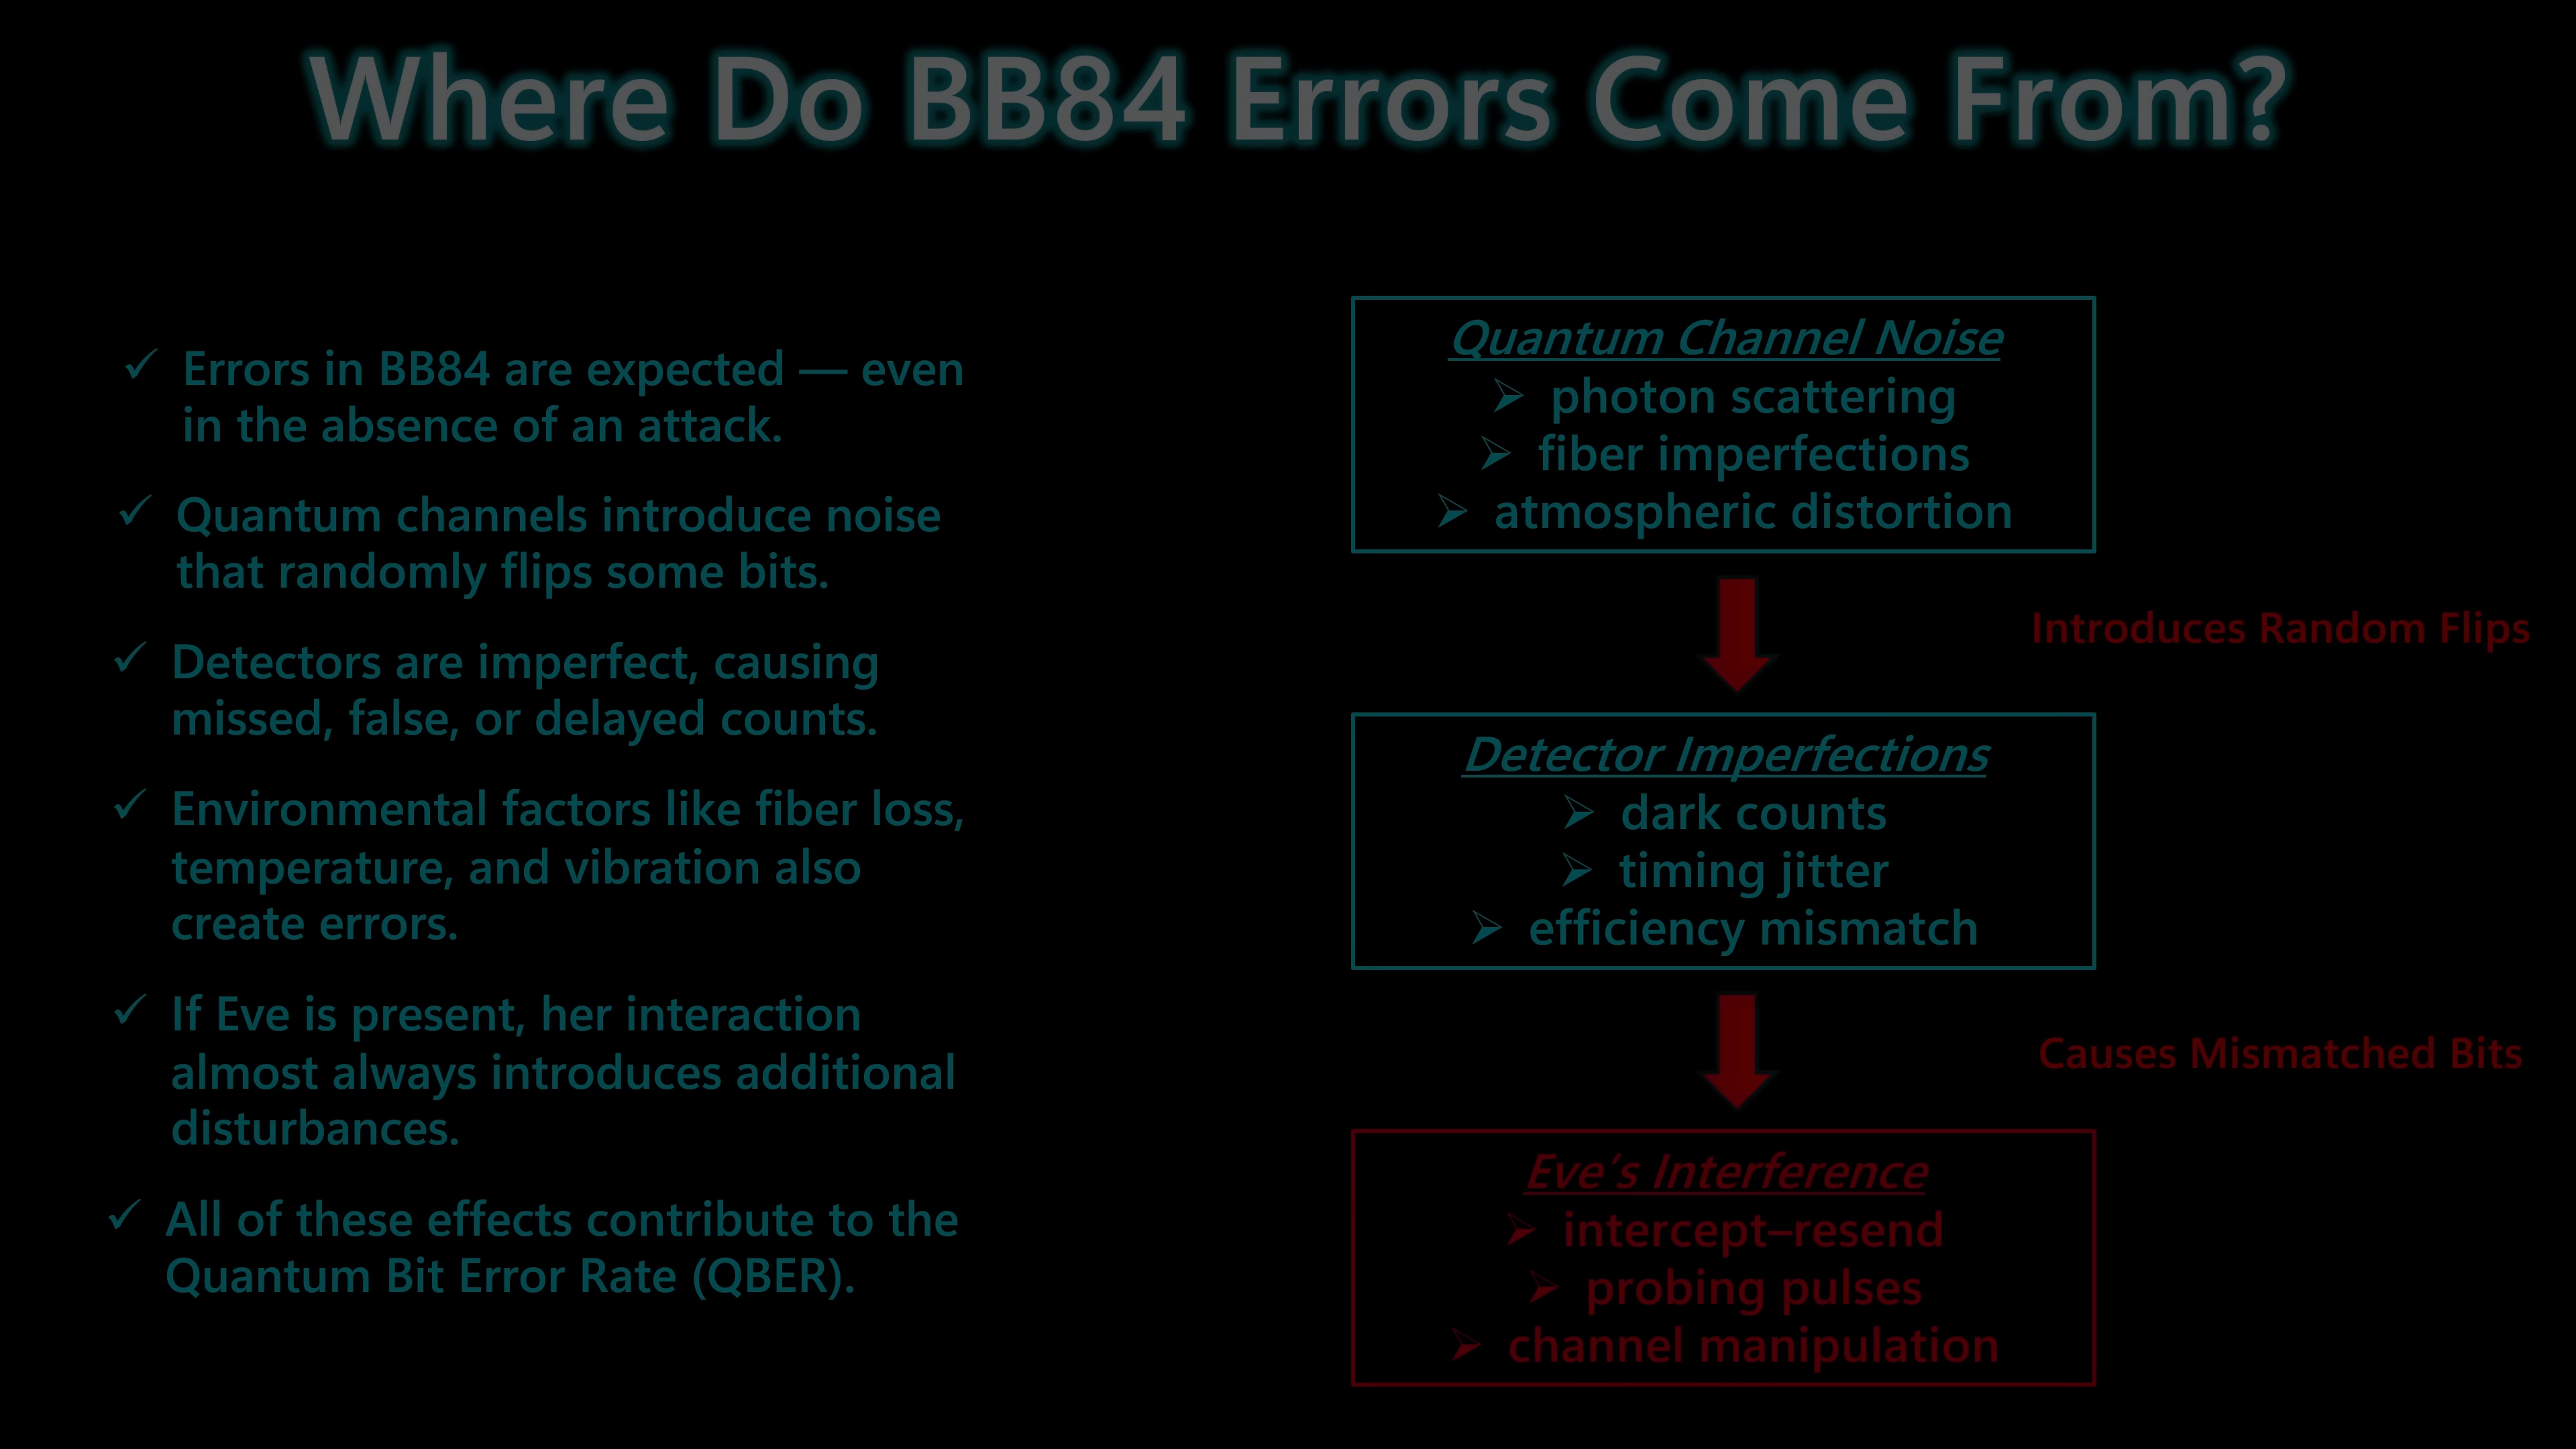 Where Do BB84 Errors Come From?
✓ Errors in BB84 are expected — even
in the absence of an attack.
✓ Quantum channels introduce noise
that randomly flips some bits.
✓ Detectors are imperfect, causing
missed, false, or delayed counts.
✓ Environmental factors like fiber loss,
temperature, and vibration also
create errors.
✓ If Eve is present, her interaction
almost always introduces additional
disturbances.
✓ All of these effects contribute to the
Quantum Bit Error Rate (QBER).
Quantum Channel Noise
➢ photon scattering
➢ fiber imperfections
➢ atmospheric distortion
Introduces Random Flips
Detector Imperfections
➢ dark counts
➢ timing jitter
➢ efficiency mismatch
Causes Mismatched Bits
Eve’s Interference
➢ intercept–resend
➢ probing pulses
➢ channel manipulation